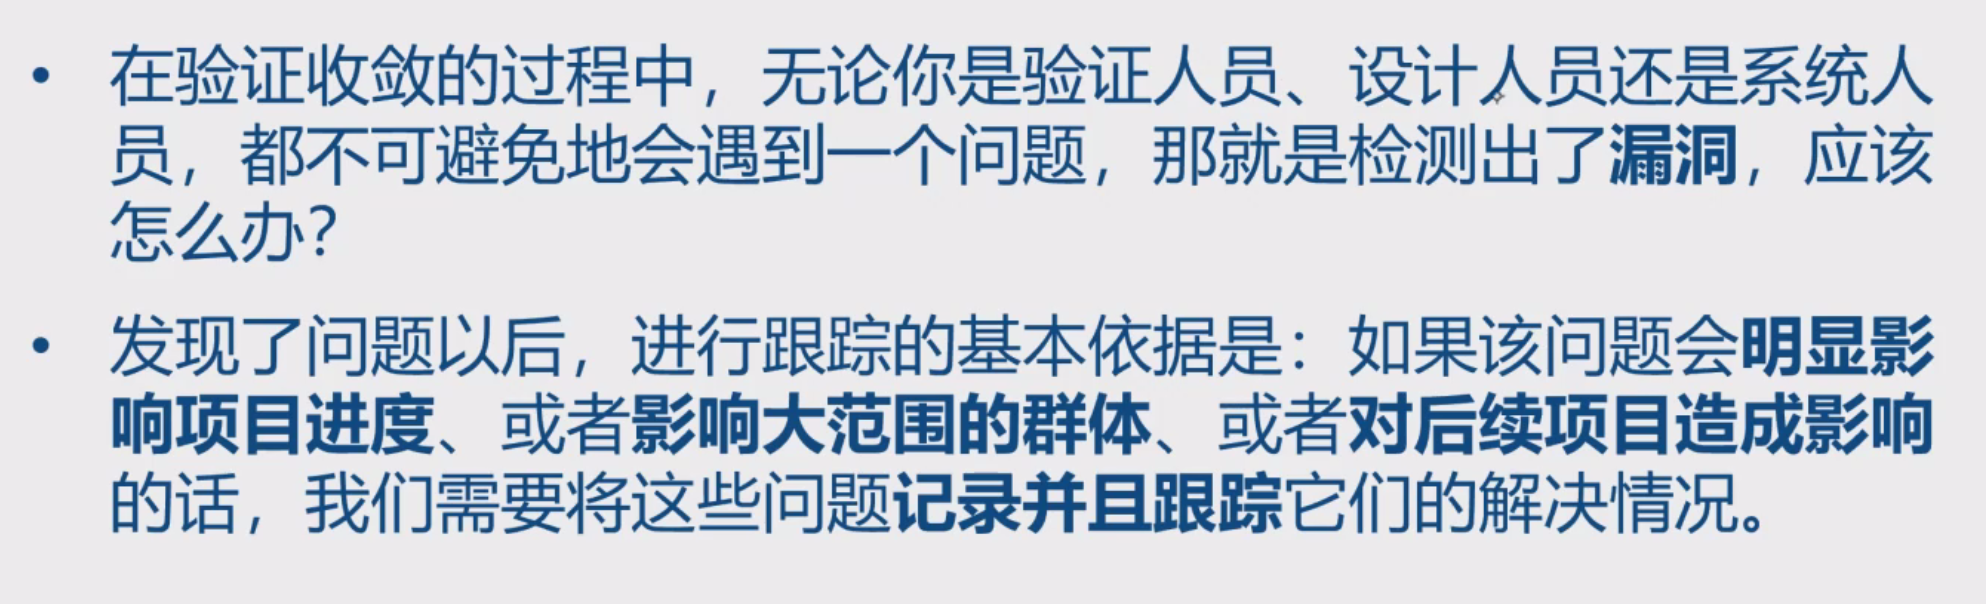 • 在验证收敛的过程中，无论你是验证人员、设计人员还是系统人
员，都不可避免地会遇到一个问题，那就是检测出了漏洞，应该
怎么办？
• 发现了问题以后，进行跟踪的基本依据是：如果该问题会明显影
响项目进度、或者影响大范围的群体、或者对后续项目造成影响
的话，我们需要将这些问题记录并且跟踪它们的解决情况。